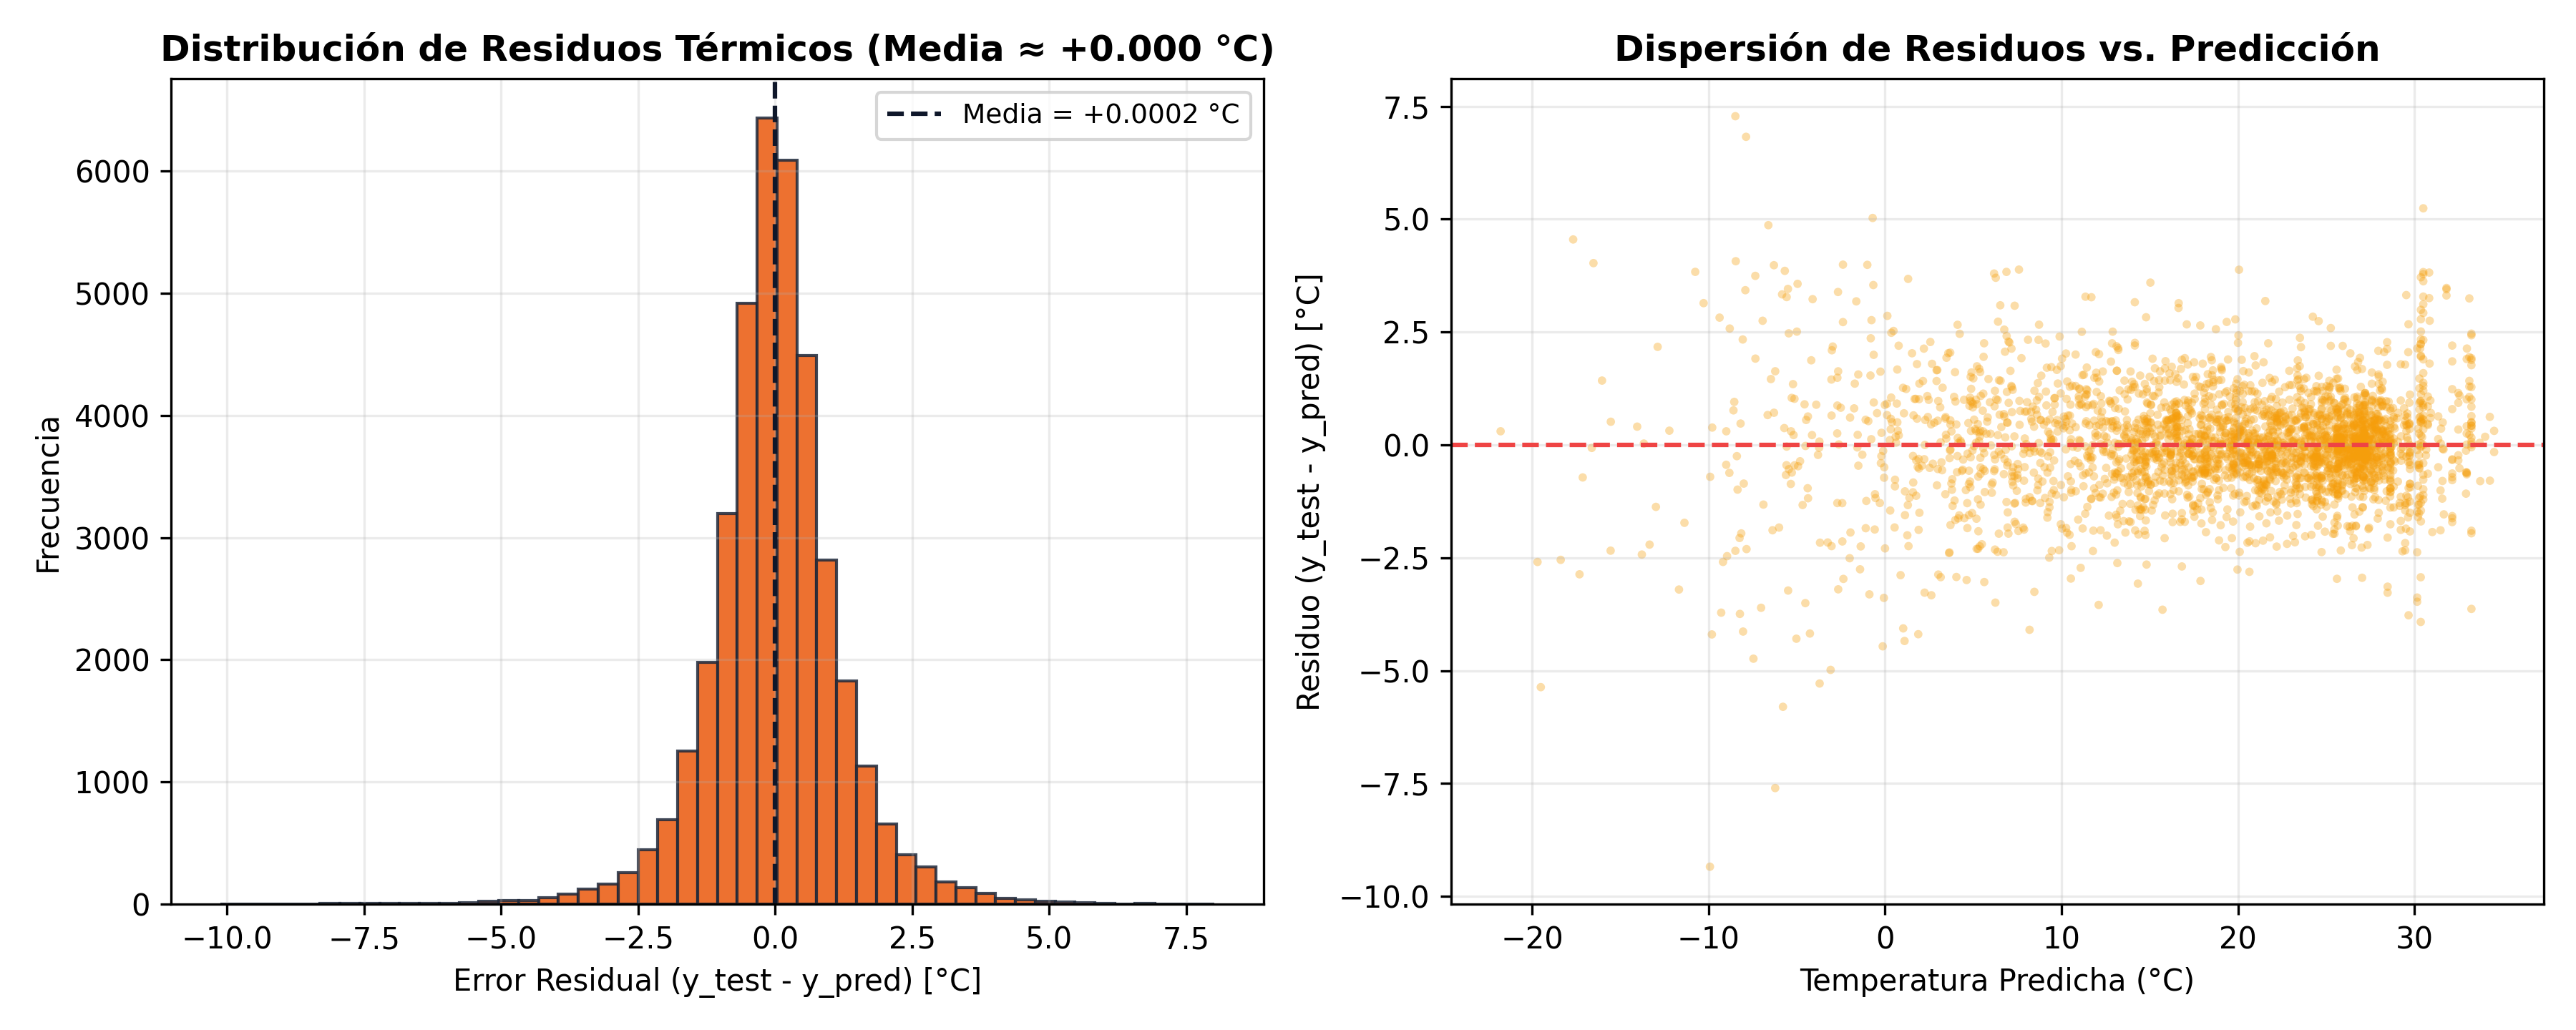 Distribución de Residuos Térmicos (Media ≈ +0.000 °C)
Media = +0.0002 °C
Frecuencia
6000
5000
4000
3000
2000
1000
0
−10.0 −7.5 −5.0 −2.5 0.0 2.5 5.0 7.5
Error Residual (y_test - y_pred) [°C]
Dispersión de Residuos vs. Predicción
Residuo (y_test - y_pred) [°C]
7.5
5.0
2.5
0.0
−2.5
−5.0
−7.5
−10.0
−20 −10 0 10 20 30
Temperatura Predicha (°C)